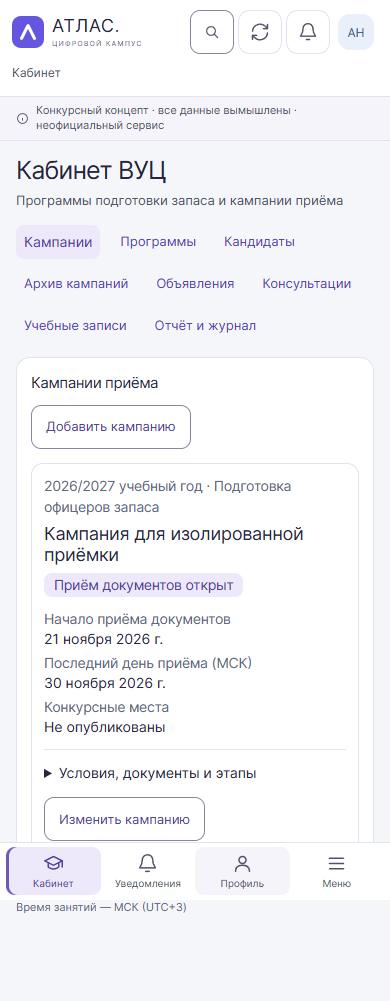 АТЛАС.
ЦИФРОВОЙ КАМПУС
АН
Кабинет
Конкурсный концепт · все данные вымышлены ·
неофициальный сервис
Кабинет ВУЦ
Программы подготовки запаса и кампании приёма
Кампании
Программы
Кандидаты
Архив кампаний
Объявления
Консультации
Учебные записи
Отчёт и журнал
Кампании приёма
Добавить кампанию
2026/2027 учебный год · Подготовка
офицеров запаса
Кампания для изолированной
приёмки
Приём документов открыт
Начало приёма документов
21 ноября 2026 г.
Последний день приёма (МСК)
30 ноября 2026 г.
Конкурсные места
Не опубликованы
Условия, документы и этапы
Изменить кампанию
Кабинет
Уведомления
Профиль
Меню
Время занятий — МСК (UTC+3)